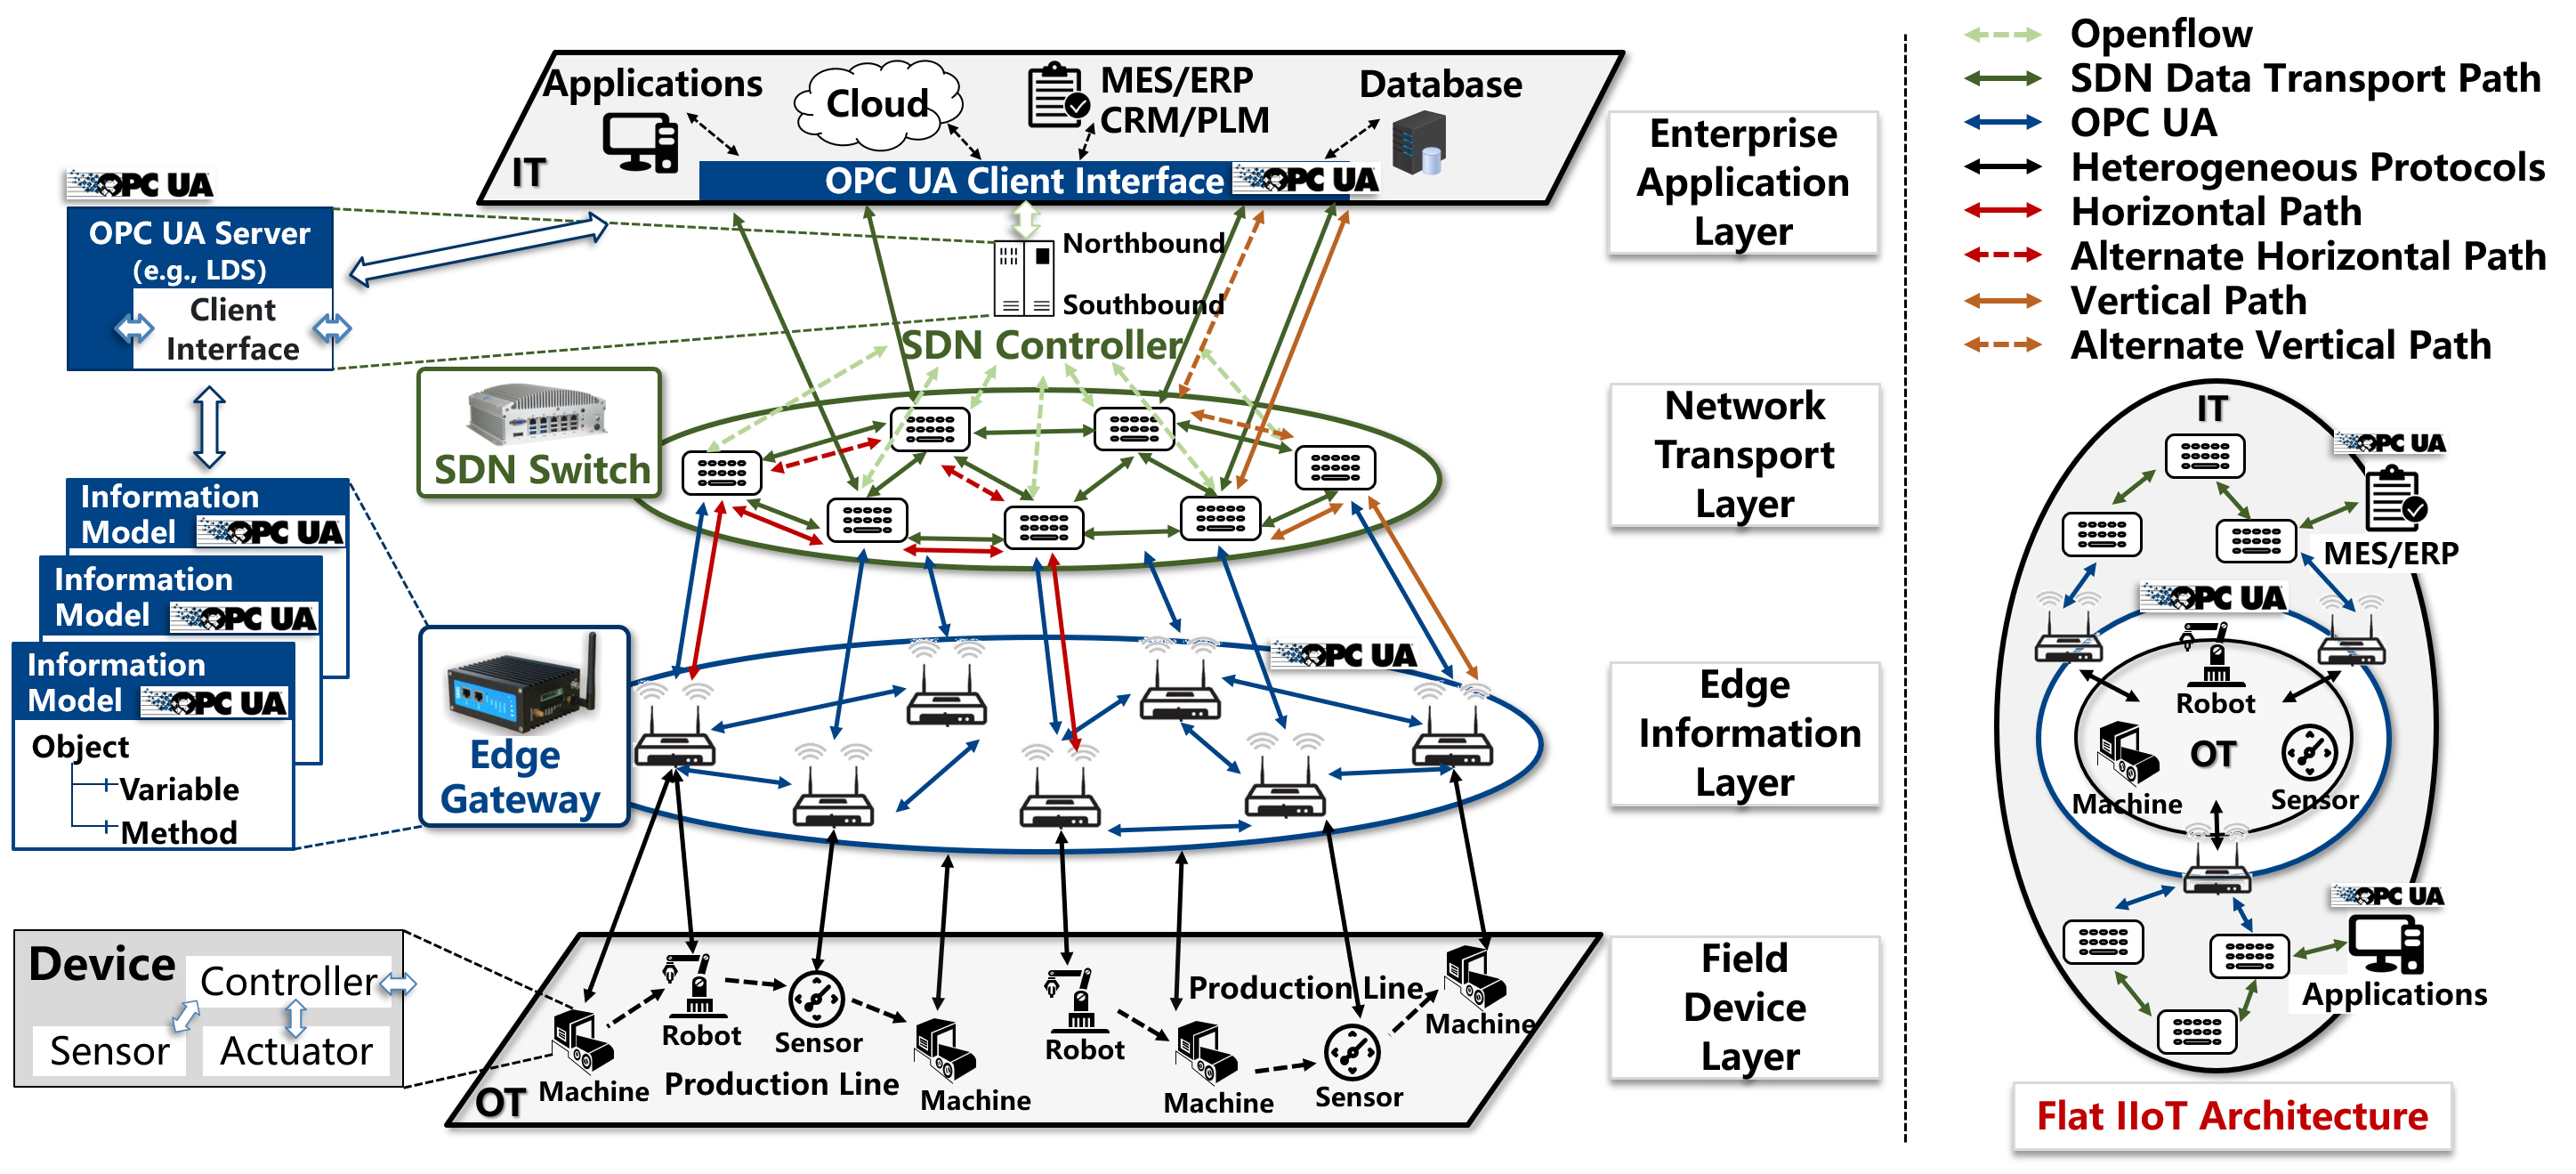 Applications
Cloud
MES/ERP
CRM/PLM
Database
IT
OPC UA Client Interface
OPC UA
Enterprise
Application
Layer
OPC UA
OPC UA Server
(e.g., LDS)
Client
Interface
Northbound
Southbound
SDN Controller
SDN Switch
Network
Transport
Layer
Information
Model
OPC UA
Information
Model
OPC UA
Information
Model
OPC UA
Object
Variable
Method
Edge
Gateway
OPC UA
Edge
Information
Layer
Device
Controller
Sensor
Actuator
OT
Machine
Robot
Production Line
Sensor
Machine
Robot
Machine
Production Line
Sensor
Machine
Field
Device
Layer
Openflow
SDN Data Transport Path
OPC UA
Heterogeneous Protocols
Horizontal Path
Alternate Horizontal Path
Vertical Path
Alternate Vertical Path
IT
OPC UA
MES/ERP
OPC UA
Robot
OT
Machine
Sensor
OPC UA
Applications
Flat IIoT Architecture